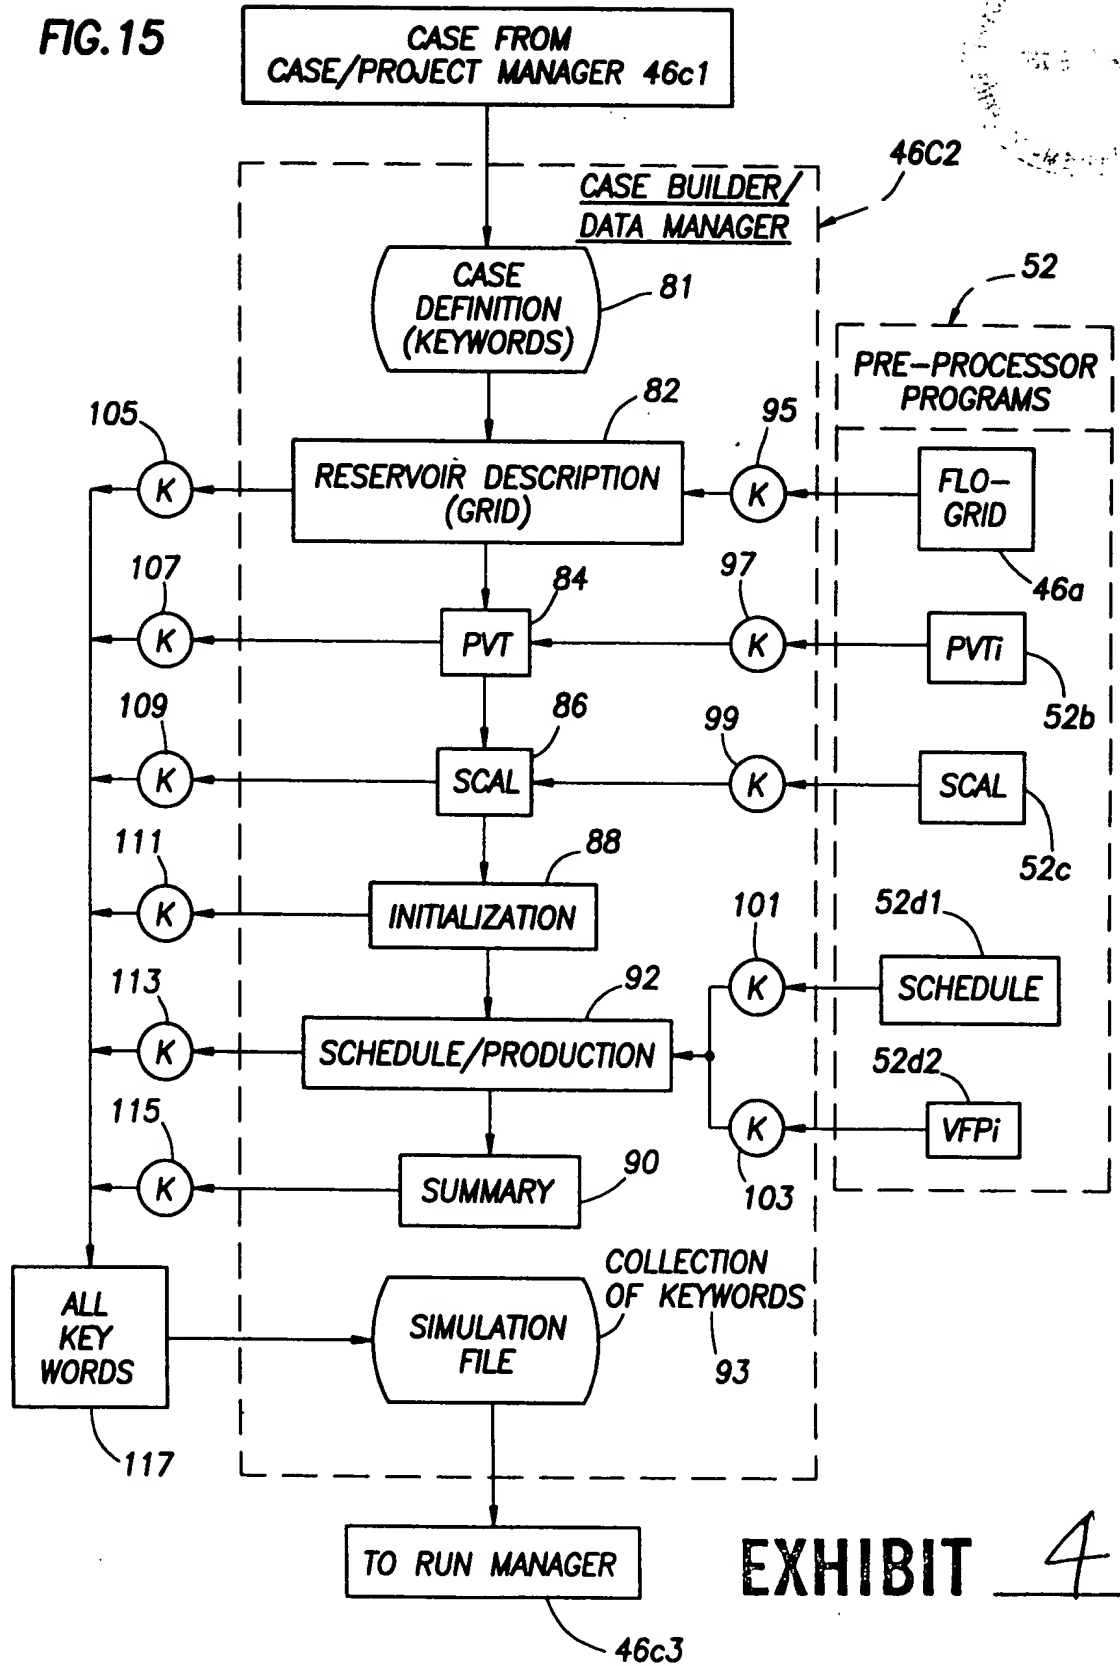 FIG. 15
CASE FROM
CASE/PROJECT MANAGER 46c1
46C2
CASE BUILDER/
DATA MANAGER
CASE
DEFINITION
(KEYWORDS)
81
52
PRE-PROCESSOR
PROGRAMS
105
K
82
RESERVOIR DESCRIPTION
(GRID)
95
K
FLO-
GRID
46a
107
K
84
PVT
97
K
PVTi
52b
109
K
86
SCAL
99
K
SCAL
52c
111
K
88
INITIALIZATION
101
K
52d1
SCHEDULE
113
K
92
SCHEDULE/PRODUCTION
52d2
VFPi
K
103
115
K
SUMMARY
90
ALL
KEY
WORDS
117
SIMULATION
FILE
COLLECTION
OF KEYWORDS
93
TO RUN MANAGER
46c3
EXHIBIT 4